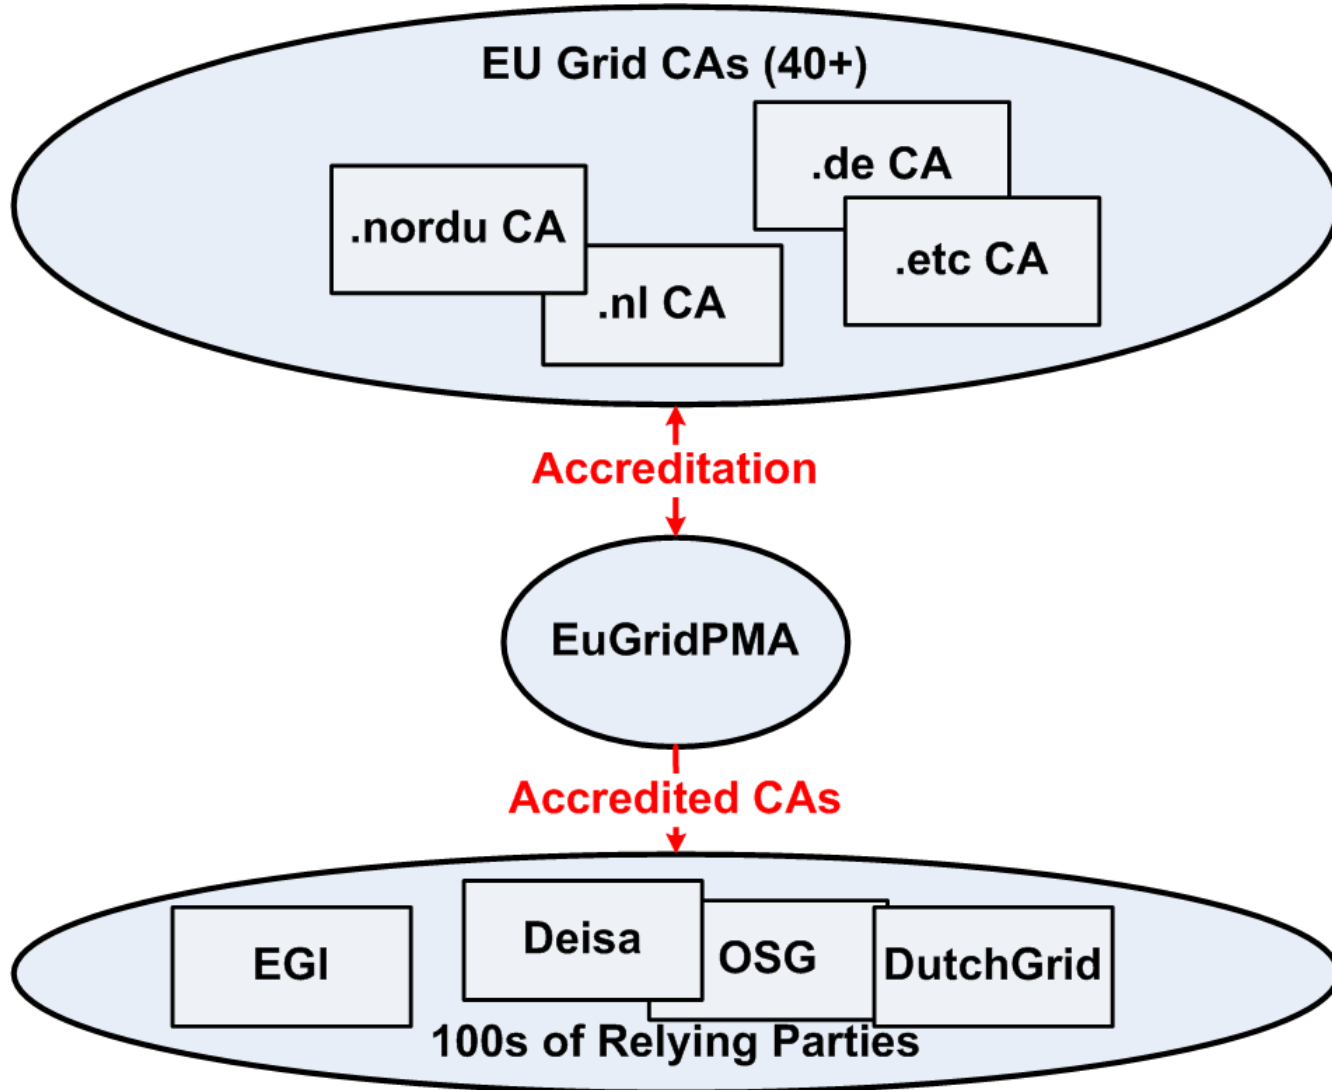 EU Grid CAs (40+)
.de CA
.nordu CA
.etc CA
.nl CA
Accreditation
EuGridPMA
Accredited CAs
Deisa
EGI
OSG
DutchGrid
100s of Relying Parties